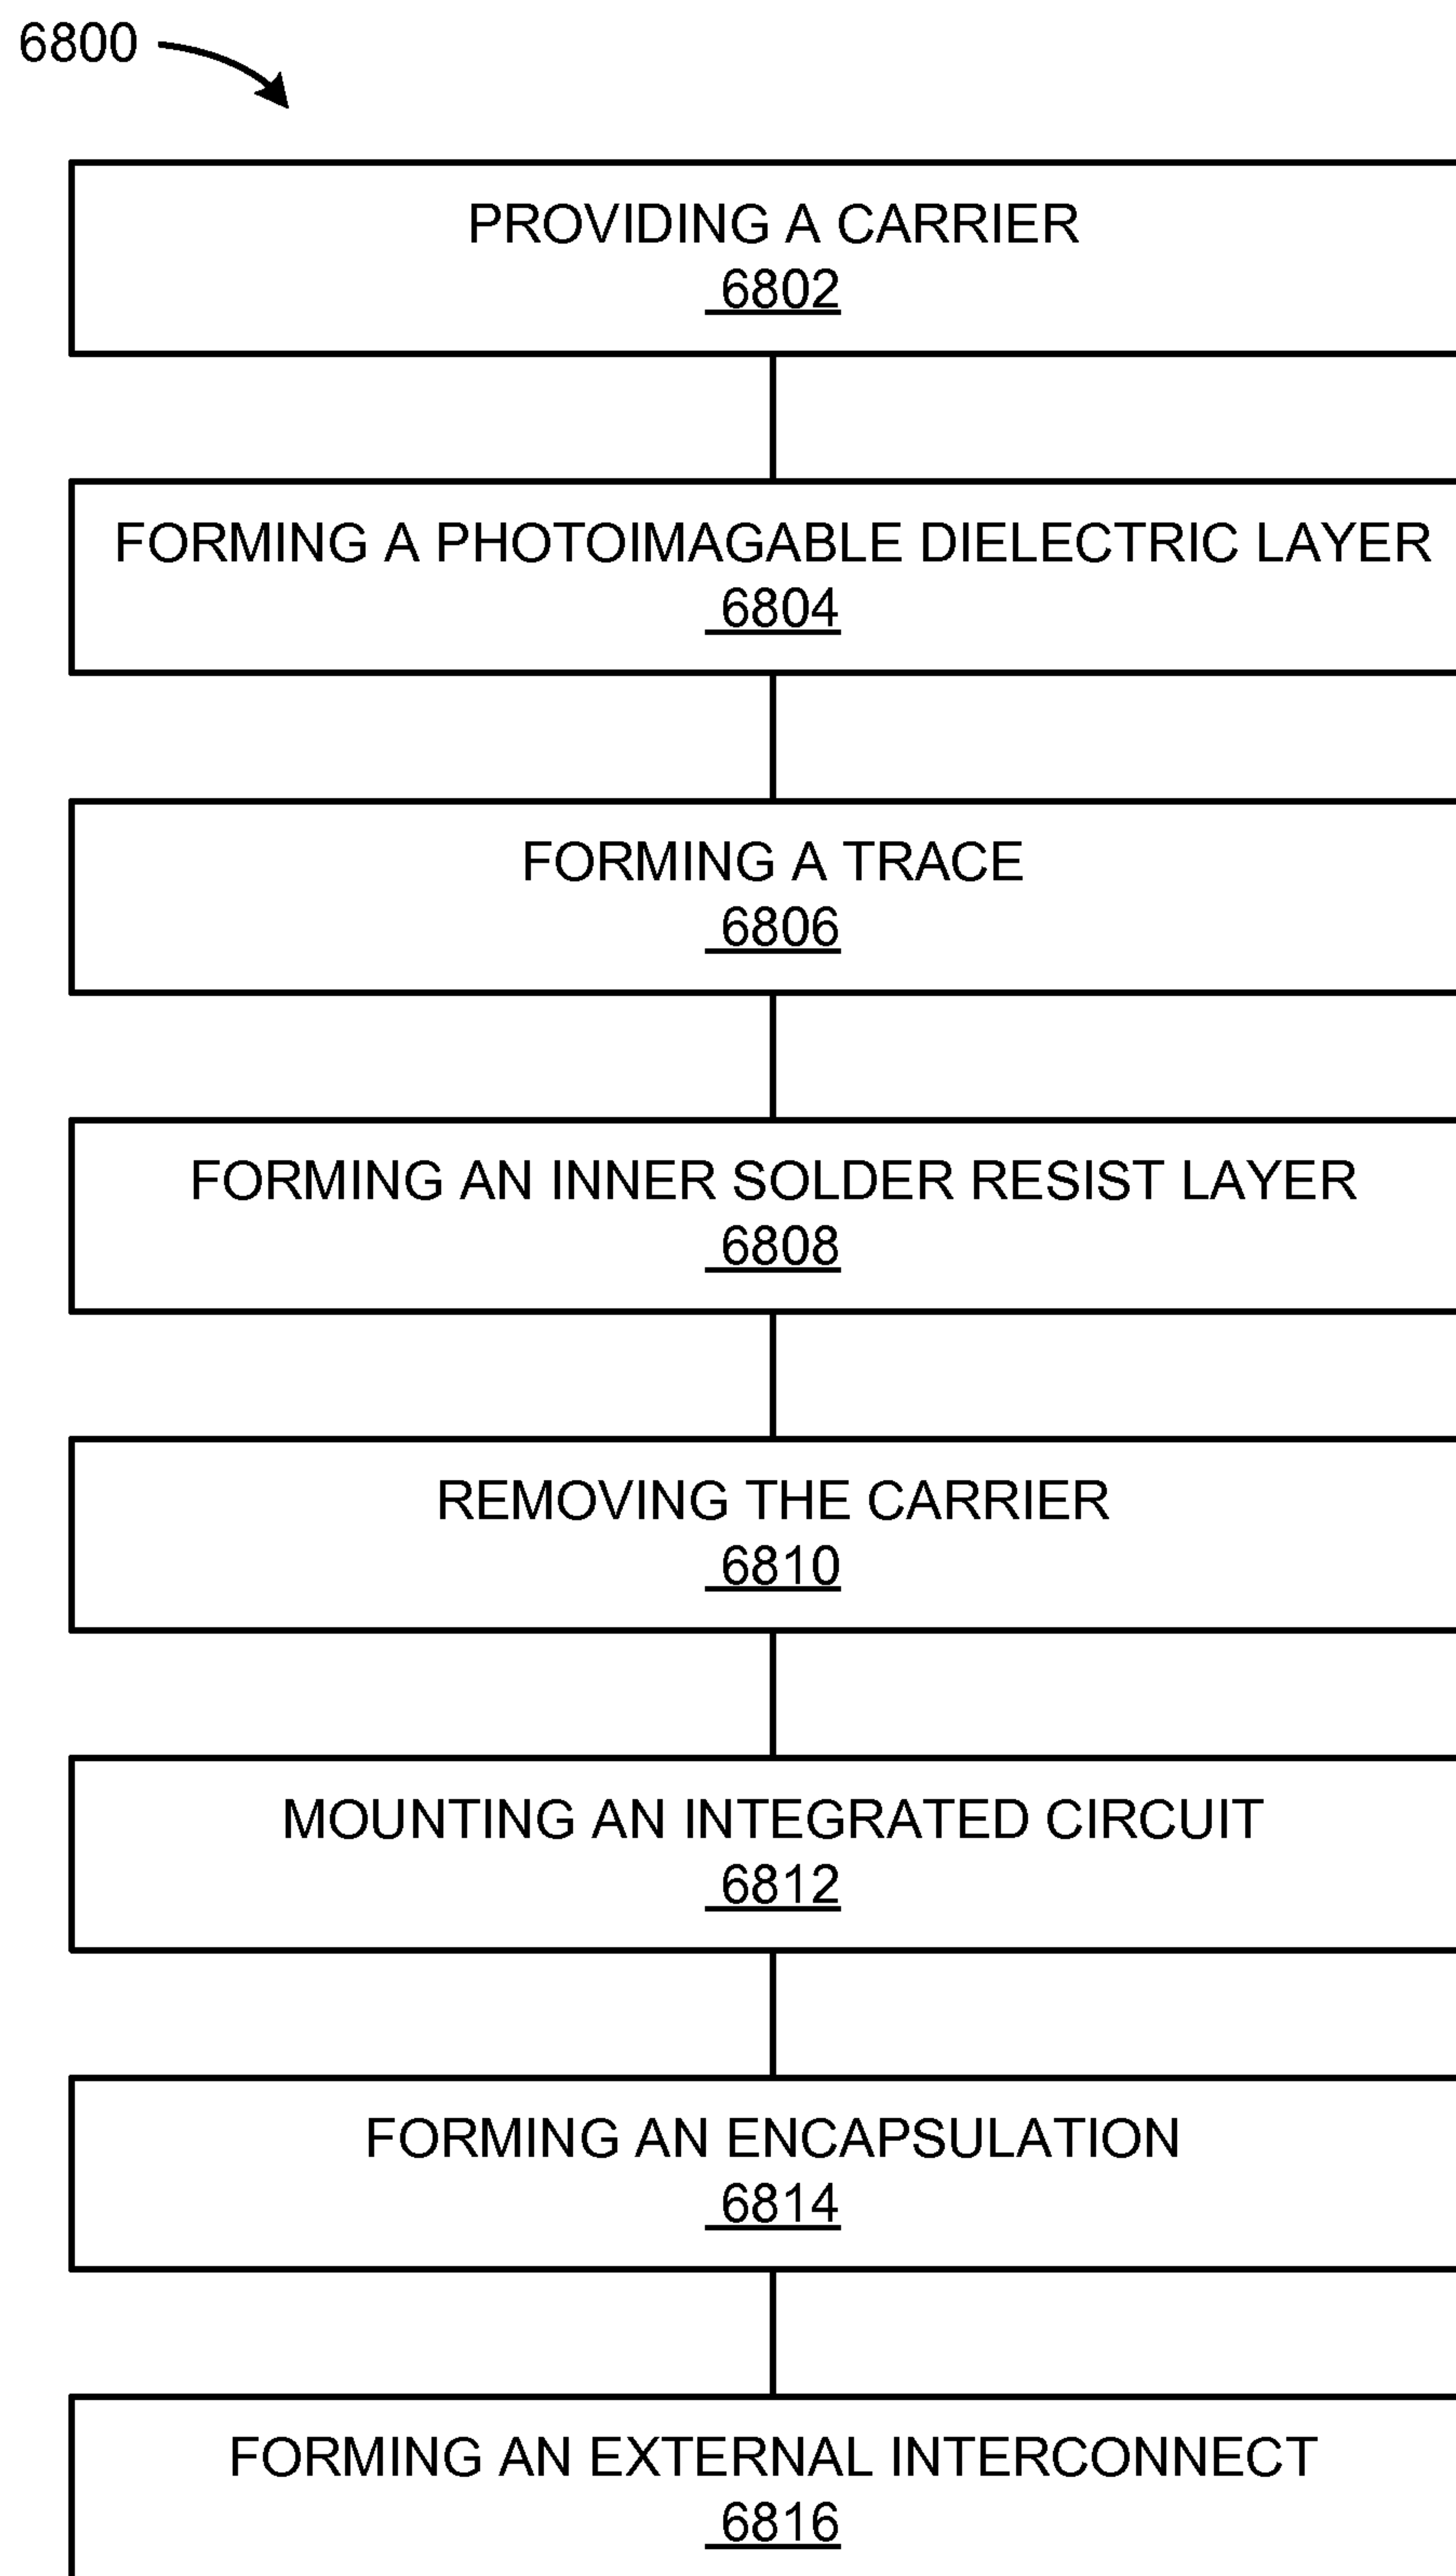 6800
PROVIDING A CARRIER
6802
FORMING A PHOTOIMAGABLE DIELECTRIC LAYER
6804
FORMING A TRACE
6806
FORMING AN INNER SOLDER RESIST LAYER
6808
REMOVING THE CARRIER
6810
MOUNTING AN INTEGRATED CIRCUIT
6812
FORMING AN ENCAPSULATION
6814
FORMING AN EXTERNAL INTERCONNECT
6816